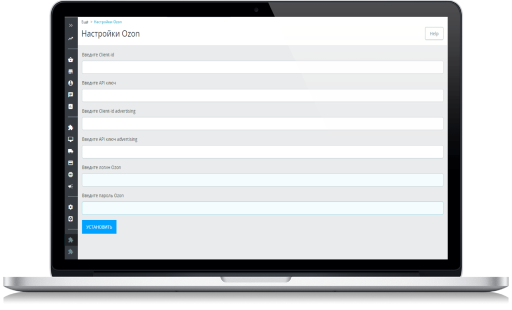 Ещё > Настройки Ozon
Настройки Ozon
Help
Введите Client-id
Введите API ключ
Введите Client-id advertising
Введите API ключ advertising
Введите логин Ozon
Введите пароль Ozon
УСТАНОВИТЬ